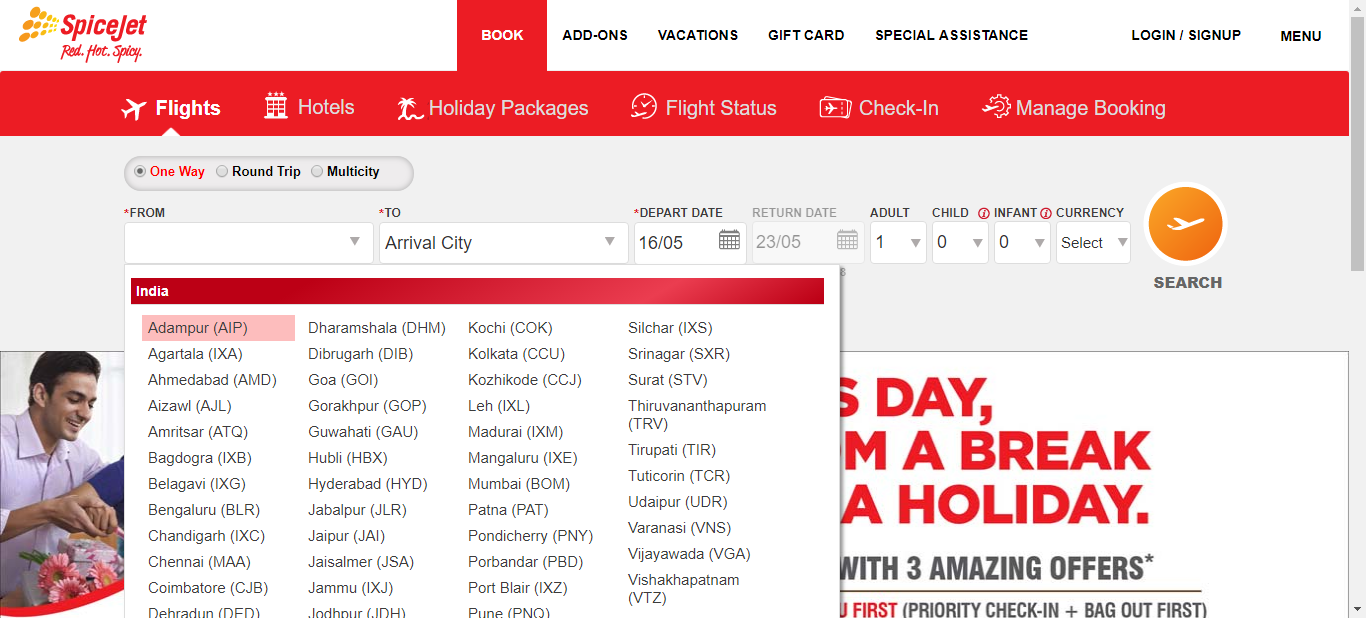 SpiceJet
Red. Hot. Spicy.
BOOK
ADD-ONS
VACATIONS
GIFT CARD
SPECIAL ASSISTANCE
LOGIN / SIGNUP
MENU
Flights
Hotels
Holiday Packages
Flight Status
Check-In
Manage Booking
One Way
Round Trip
Multicity
*FROM
*TO
*DEPART DATE
RETURN DATE
ADULT
CHILD
INFANT
CURRENCY
Arrival City
16/05
23/05
1
0
0
Select
SEARCH
India
Adampur (AIP)
Agartala (IXA)
Ahmedabad (AMD)
Aizawl (AJL)
Amritsar (ATQ)
Bagdogra (IXB)
Belagavi (IXG)
Bengaluru (BLR)
Chandigarh (IXC)
Chennai (MAA)
Coimbatore (CJB)
Dehradun (DED)
Dharamshala (DHM)
Dibrugarh (DIB)
Goa (GOI)
Gorakhpur (GOP)
Guwahati (GAU)
Hubli (HBX)
Hyderabad (HYD)
Jabalpur (JLR)
Jaipur (JAI)
Jaisalmer (JSA)
Jammu (IXJ)
Jodhpur (JDH)
Kochi (COK)
Kolkata (CCU)
Kozhikode (CCJ)
Leh (IXL)
Madurai (IXM)
Mangaluru (IXE)
Mumbai (BOM)
Patna (PAT)
Pondicherry (PNY)
Porbandar (PBD)
Port Blair (IXZ)
Pune (PNQ)
Silchar (IXS)
Srinagar (SXR)
Surat (STV)
Thiruvananthapuram
(TRV)
Tirupati (TIR)
Tuticorin (TCR)
Udaipur (UDR)
Varanasi (VNS)
Vijayawada (VGA)
Vishakhapatnam
(VTZ)
S DAY,
M A BREAK
A HOLIDAY.
WITH 3 AMAZING OFFERS*
U FIRST (PRIORITY CHECK-IN + BAG OUT FIRST)